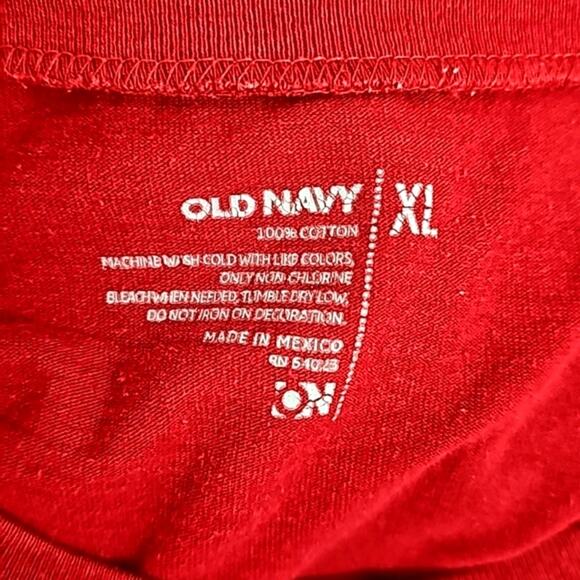 OLD NAVY
XL
100% COTTON
MACHINE WASH COLD WITH LIKE COLORS,
ONLY NON-CHLORINE
BLEACH WHEN NEEDED, TUMBLE DRY LOW,
DO NOT IRON ON DECORATION.
MADE IN MEXICO
RN